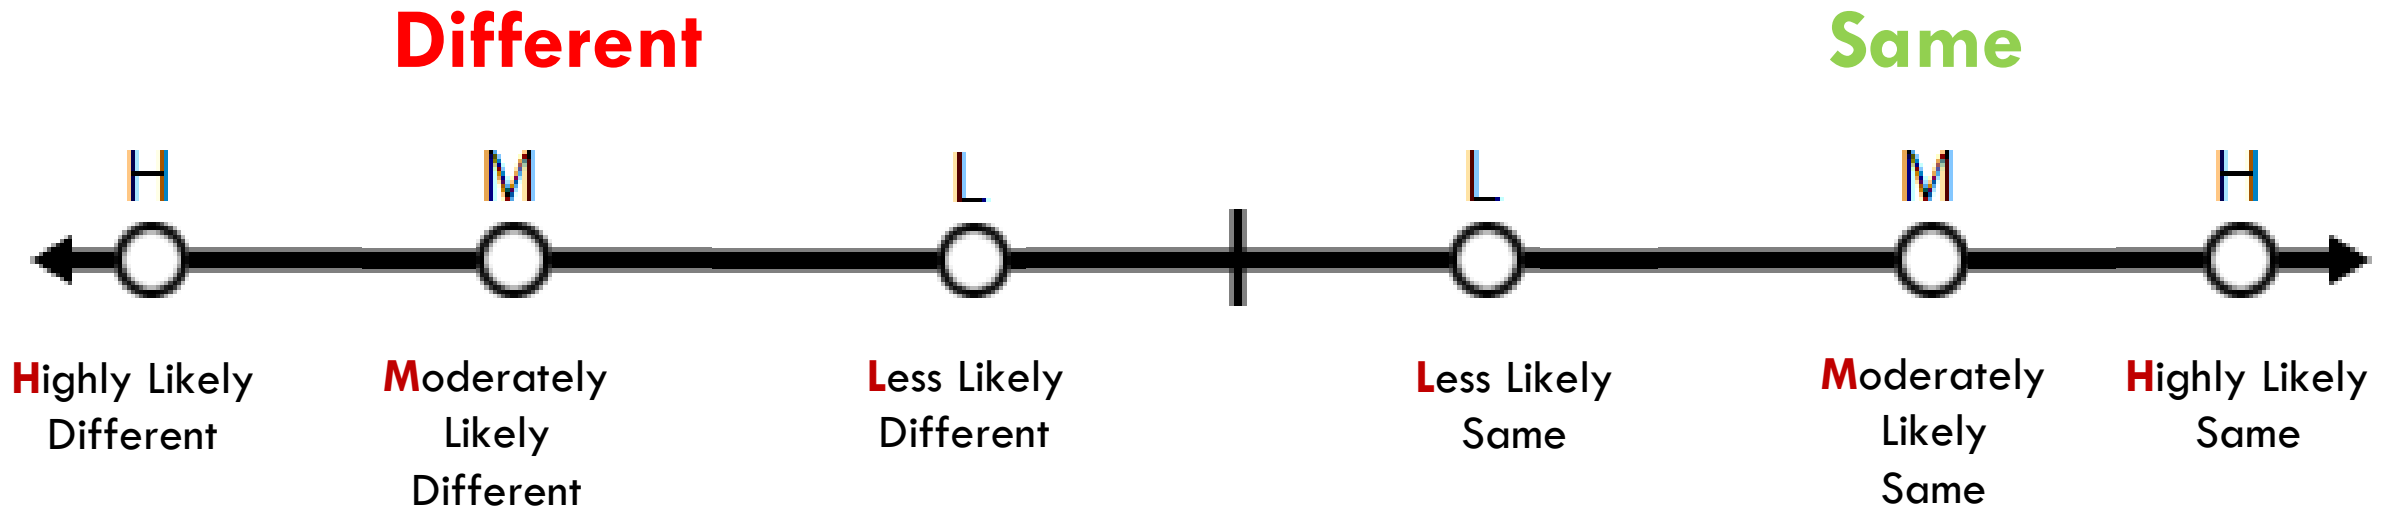 Different Same
H M L L M H
Highly Likely
Different
Moderately
Likely
Different
Less Likely
Different
Less Likely
Same
Moderately
Likely
Same
Highly Likely
Same